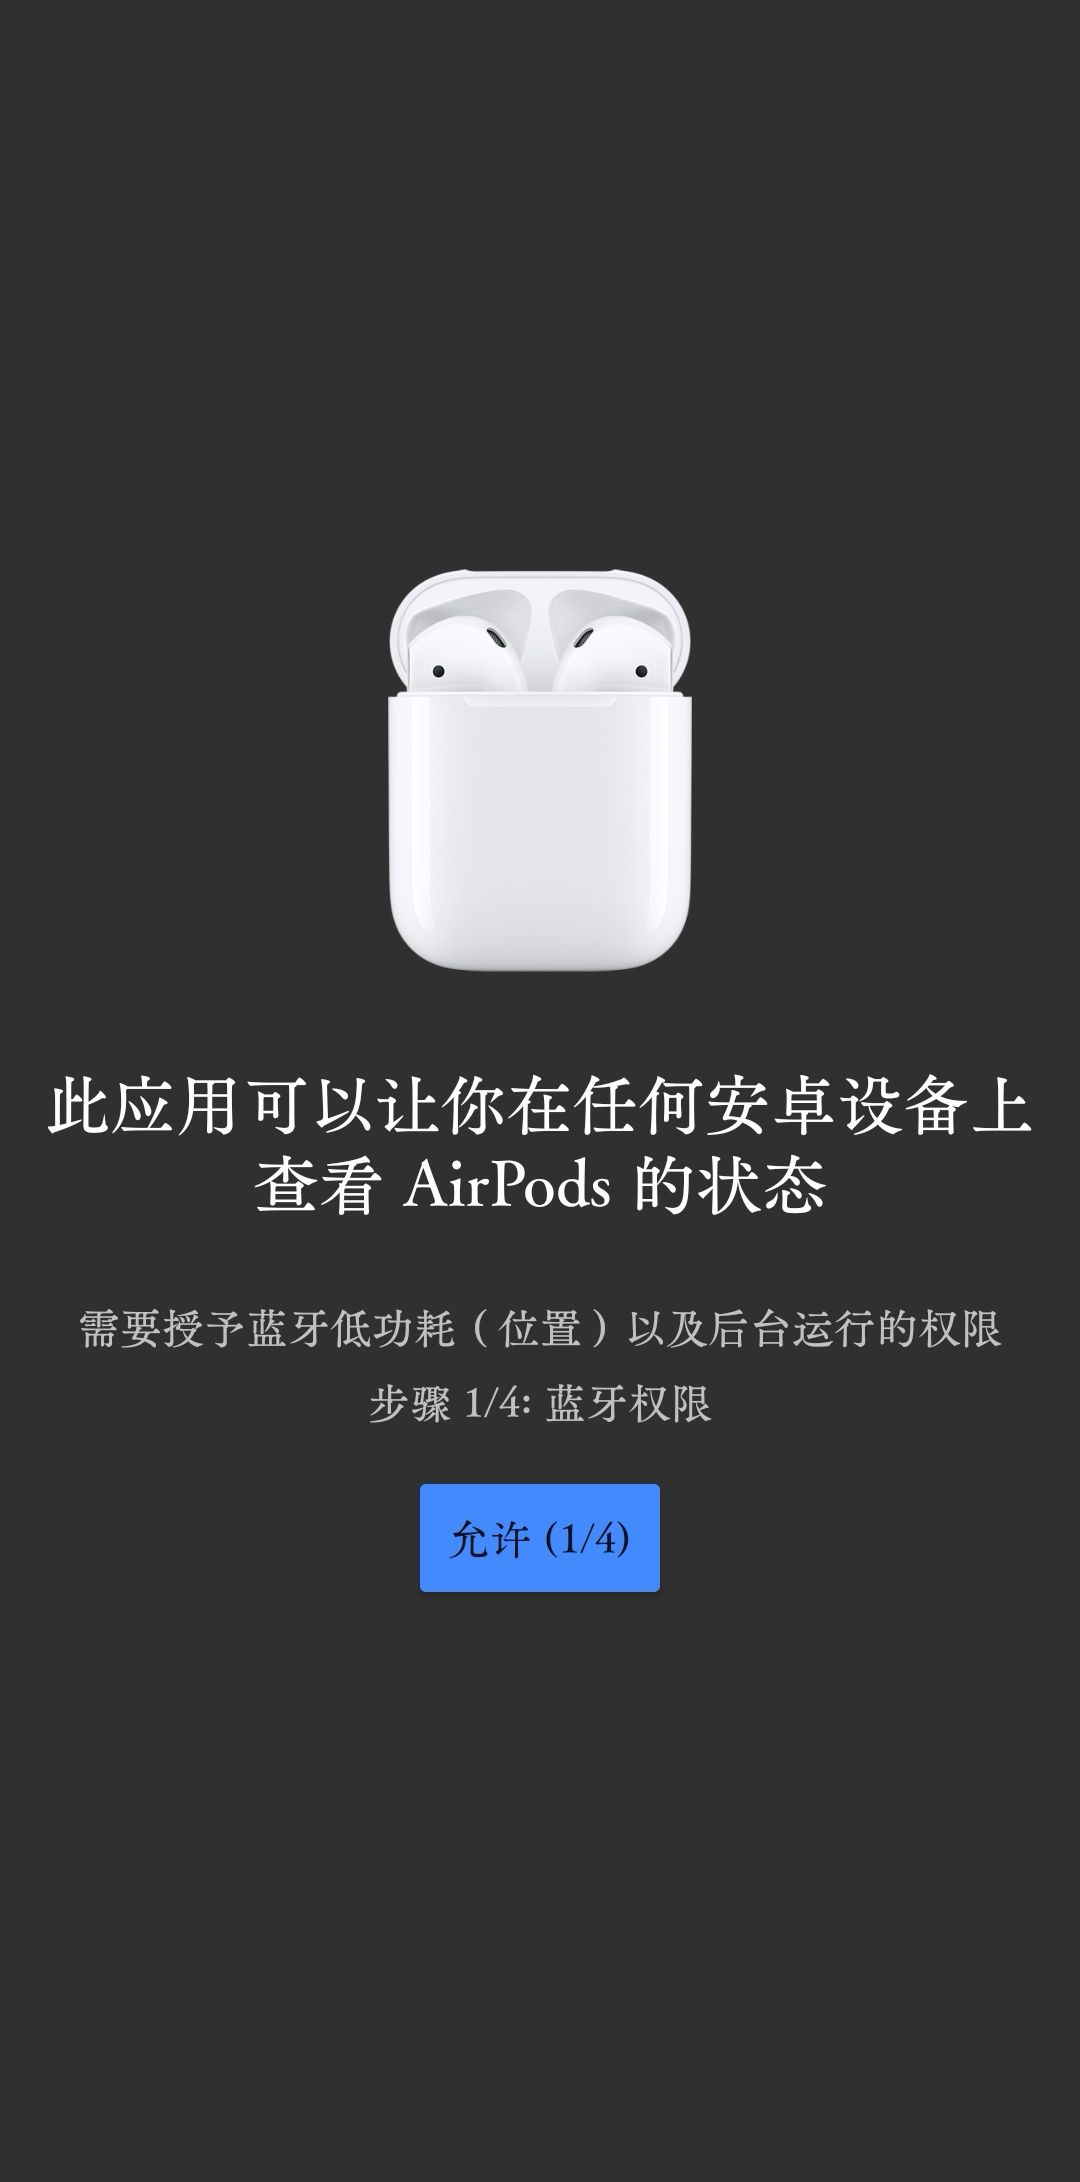 此应用可以让你在任何安卓设备上
查看 AirPods 的状态
需要授予蓝牙低功耗（位置）以及后台运行的权限
步骤 1/4: 蓝牙权限
允许 (1/4)